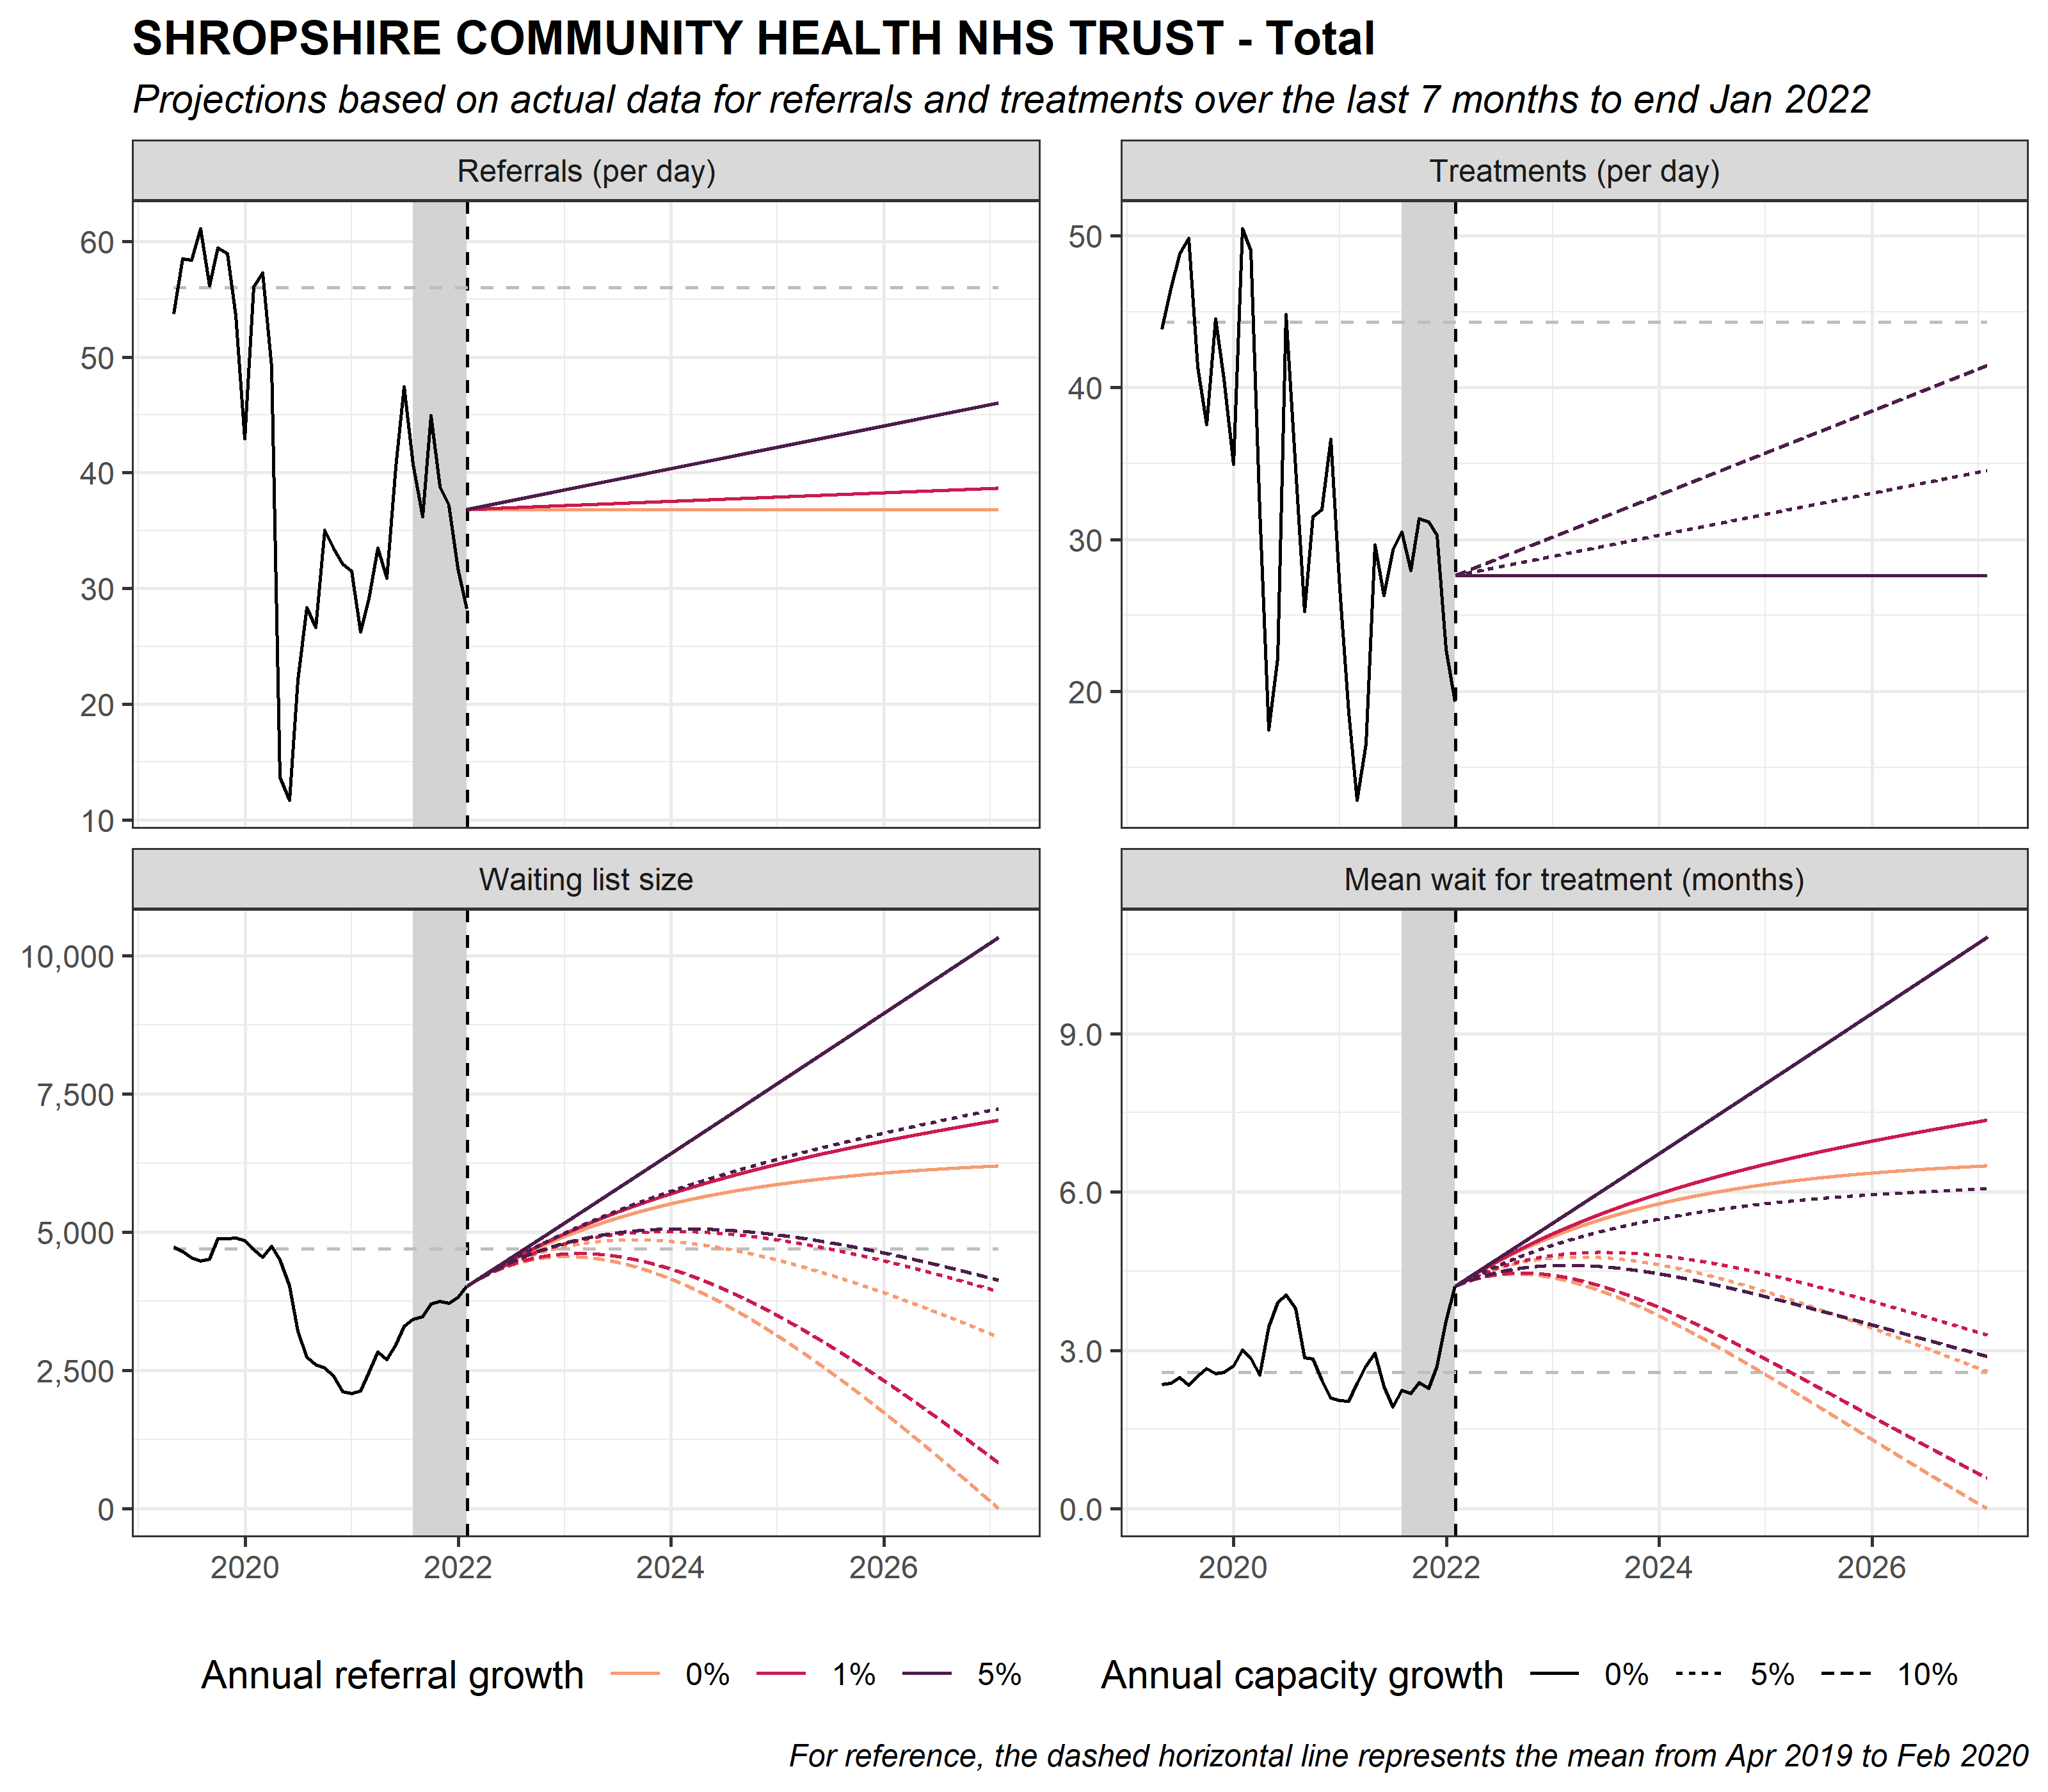 SHROPSHIRE COMMUNITY HEALTH NHS TRUST - Total
Projections based on actual data for referrals and treatments over the last 7 months to end Jan 2022
Referrals (per day)
60
50
40
30
20
10
Treatments (per day)
50
40
30
20
Waiting list size
10,000
7,500
5,000
2,500
0
2020 2022 2024 2026
Mean wait for treatment (months)
9.0
6.0
3.0
0.0
2020 2022 2024 2026
Annual referral growth 0% 1% 5%
Annual capacity growth 0% 5% 10%
For reference, the dashed horizontal line represents the mean from Apr 2019 to Feb 2020